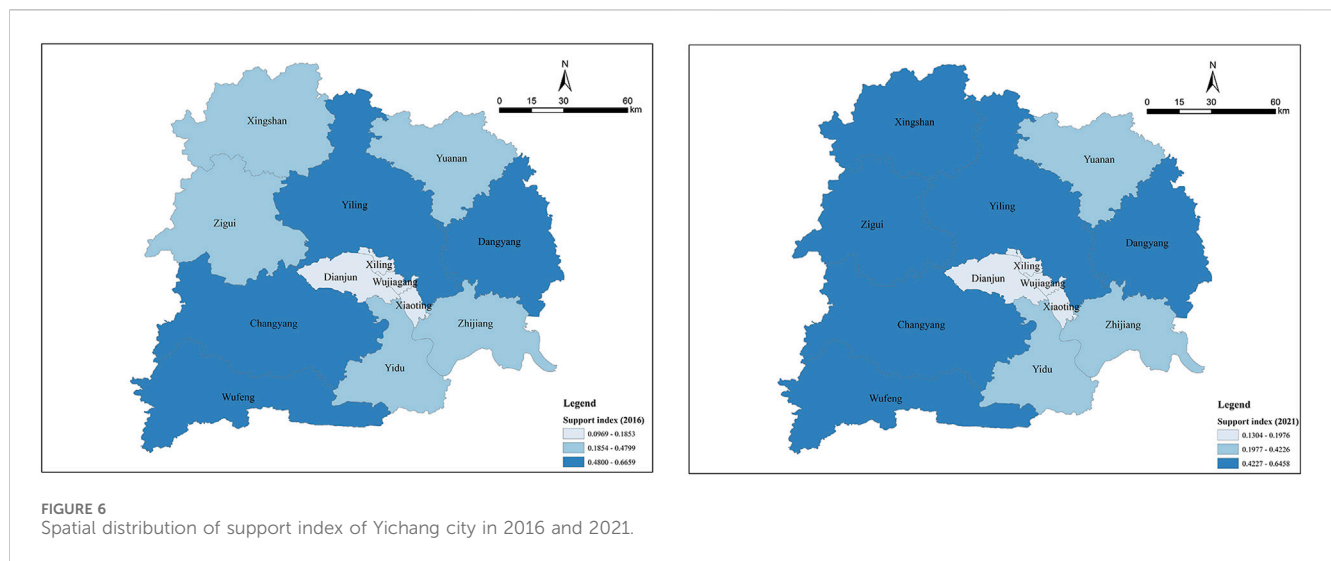 N
0 15 30 60
km
Xingshan
Yuanan
Zigui
Yiling
Dangyang
Xiling
Dianjun
Wujiagang
Xiaoting
Zhijiang
Changyang
Yidu
Wufeng
Legend
Support index (2016)
0.0969 - 0.1853
0.1854 - 0.4799
0.4800 - 0.6659
N
0 15 30 60
km
Xingshan
Yuanan
Zigui
Yiling
Dangyang
Xiling
Dianjun
Wujiagang
Xiaoting
Zhijiang
Changyang
Yidu
Wufeng
Legend
Support index (2021)
0.1304 - 0.1976
0.1977 - 0.4226
0.4227 - 0.6458
FIGURE 6
Spatial distribution of support index of Yichang city in 2016 and 2021.